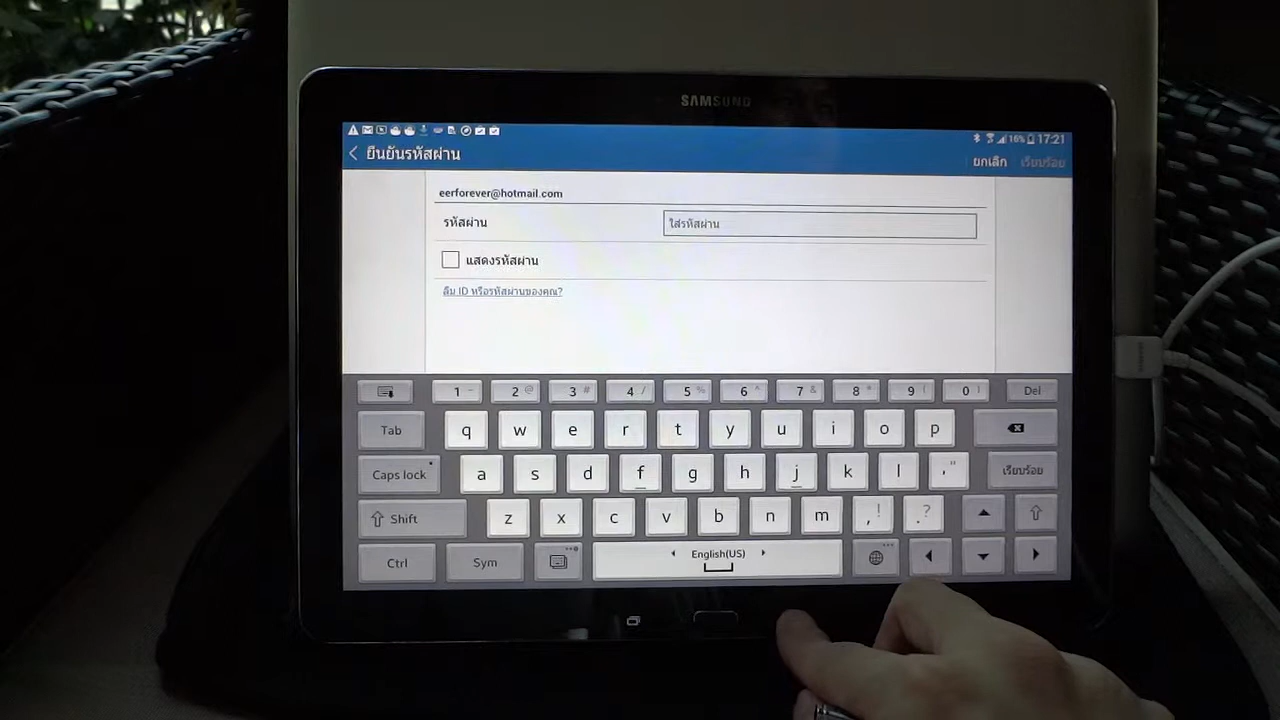 SAMSUNG
16% 17:21
ยืนยันรหัสผ่าน ยกเลิก เรียบร้อย
eerforever@hotmail.com
รหัสผ่าน ใส่รหัสผ่าน
แสดงรหัสผ่าน
ลืม ID หรือรหัสผ่านของคุณ?
1 - 2 @ 3 # 4 / 5 % 6 ^ 7 & 8 * 9 ( 0 ) Del
Tab q w e r t y u i o p
Caps lock a s d f g h j k l ' " เรียบร้อย
Shift z x c v b n m , ! . ?
Ctrl Sym English(US)